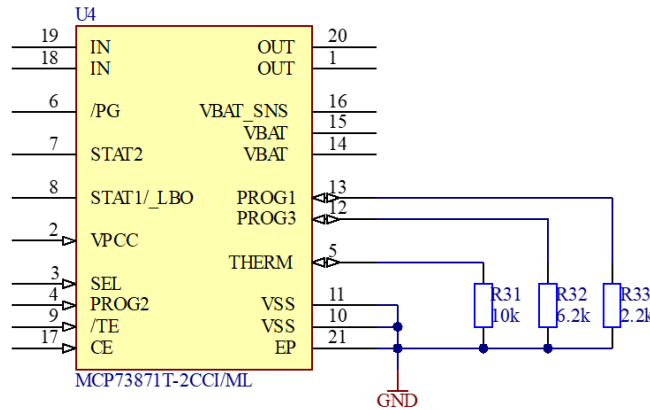 U4
19 IN OUT 20
18 IN OUT 1
6 /PG VBAT_SNS 16
VBAT 15
7 STAT2 VBAT 14
8 STAT1/_LBO PROG1 13
PROG3 12
2 VPCC
THERM 5
3 SEL
4 PROG2 VSS 11
9 /TE VSS 10
17 CE EP 21
R31 R32 R33
10k 6.2k 2.2k
MCP73871T-2CCI/ML
GND